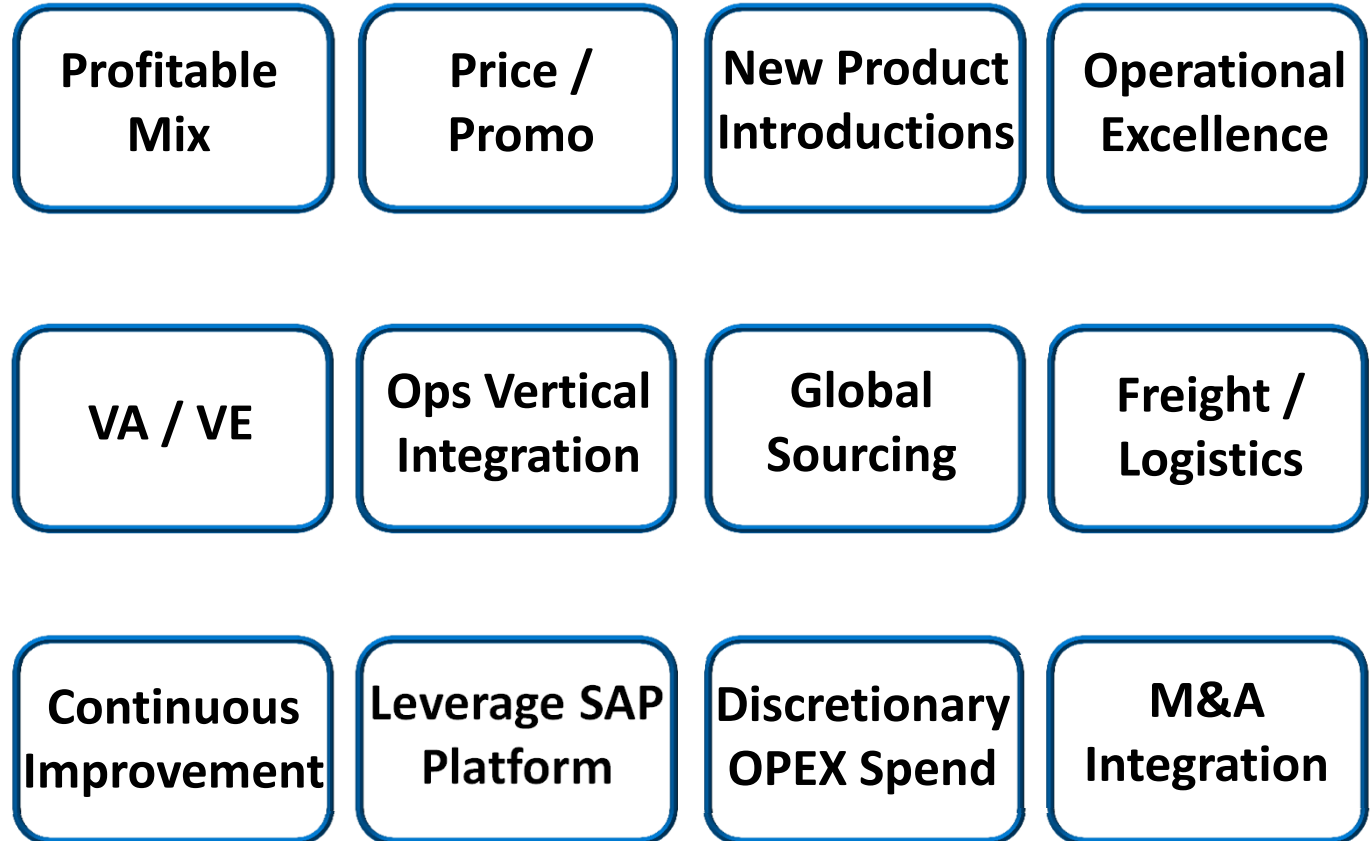 Profitable
Mix
Price /
Promo
New Product
Introductions
Operational
Excellence
VA / VE
Ops Vertical
Integration
Global
Sourcing
Freight /
Logistics
Continuous
Improvement
Leverage SAP
Platform
Discretionary
OPEX Spend
M&A
Integration